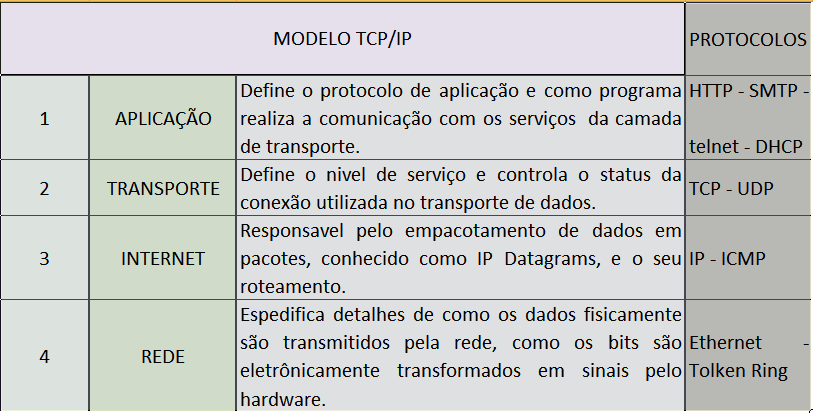 MODELO TCP/IP PROTOCOLOS
1 APLICAÇÃO
Define o protocolo de aplicação e como programa
realiza a comunicação com os serviços da camada
de transporte.
HTTP - SMTP -
telnet - DHCP
2 TRANSPORTE
Define o nivel de serviço e controla o status da
conexão utilizada no transporte de dados.
TCP - UDP
3 INTERNET
Responsavel pelo empacotamento de dados em
pacotes, conhecido como IP Datagrams, e o seu
roteamento.
IP - ICMP
4 REDE
Espedifica detalhes de como os dados fisicamente
são transmitidos pela rede, como os bits são
eletrônicamente transformados em sinais pelo
hardware.
Ethernet -
Tolken Ring